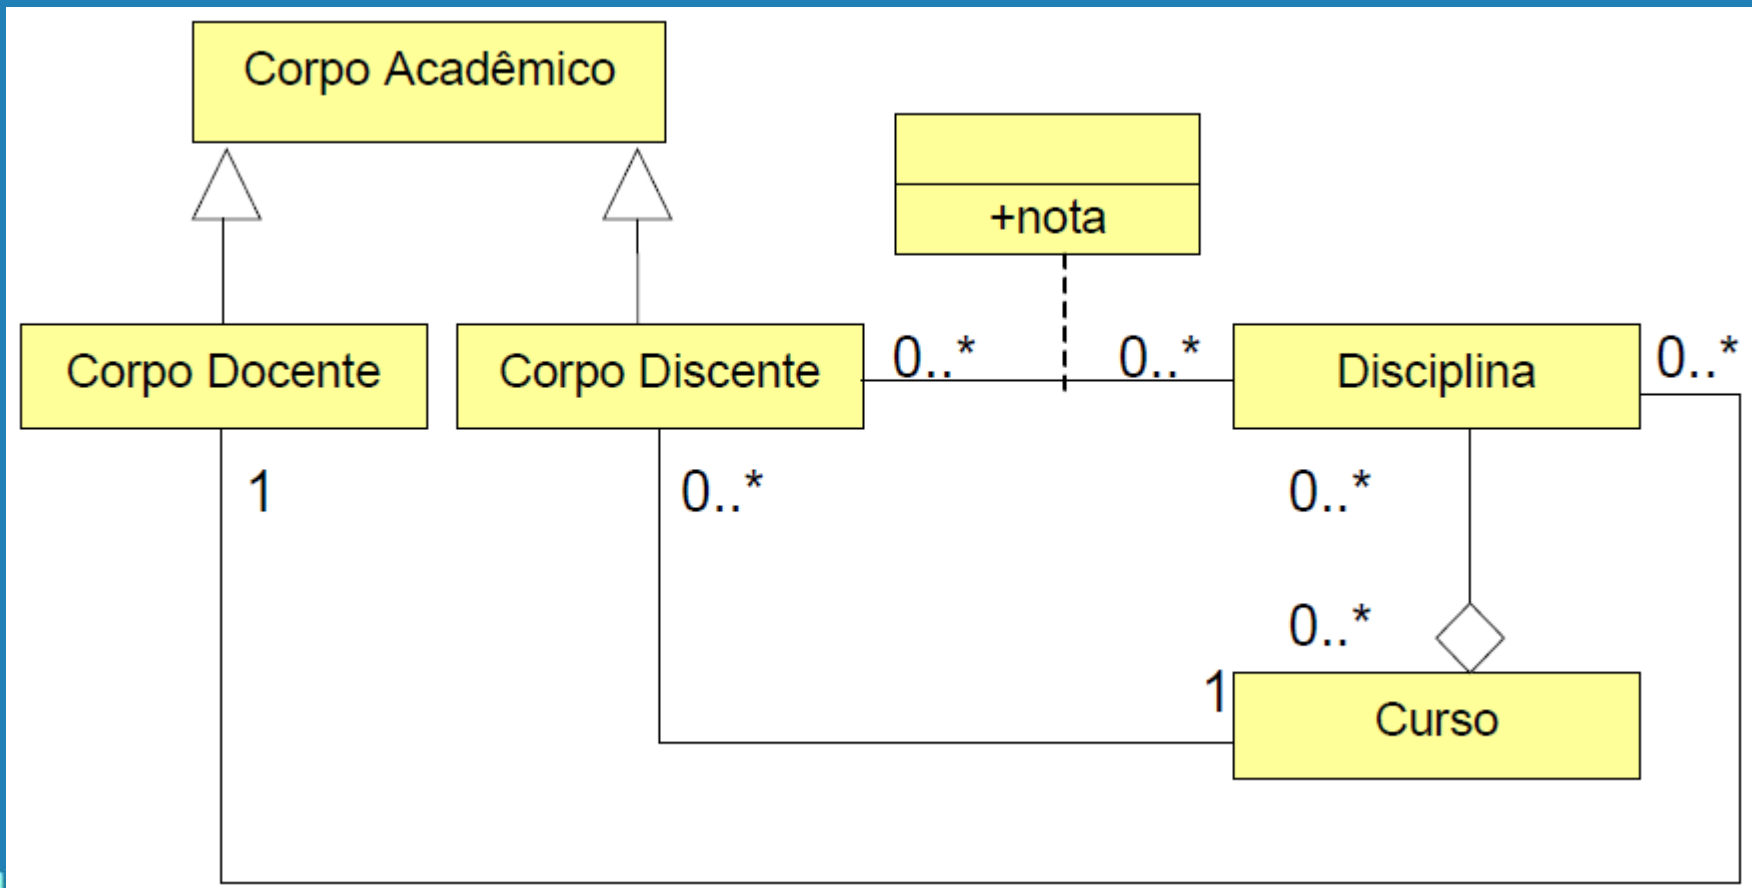 Corpo Acadêmico
+nota
Corpo Docente
Corpo Discente
0..*
0..*
Disciplina
0..*
1
0..*
0..*
0..*
1
Curso